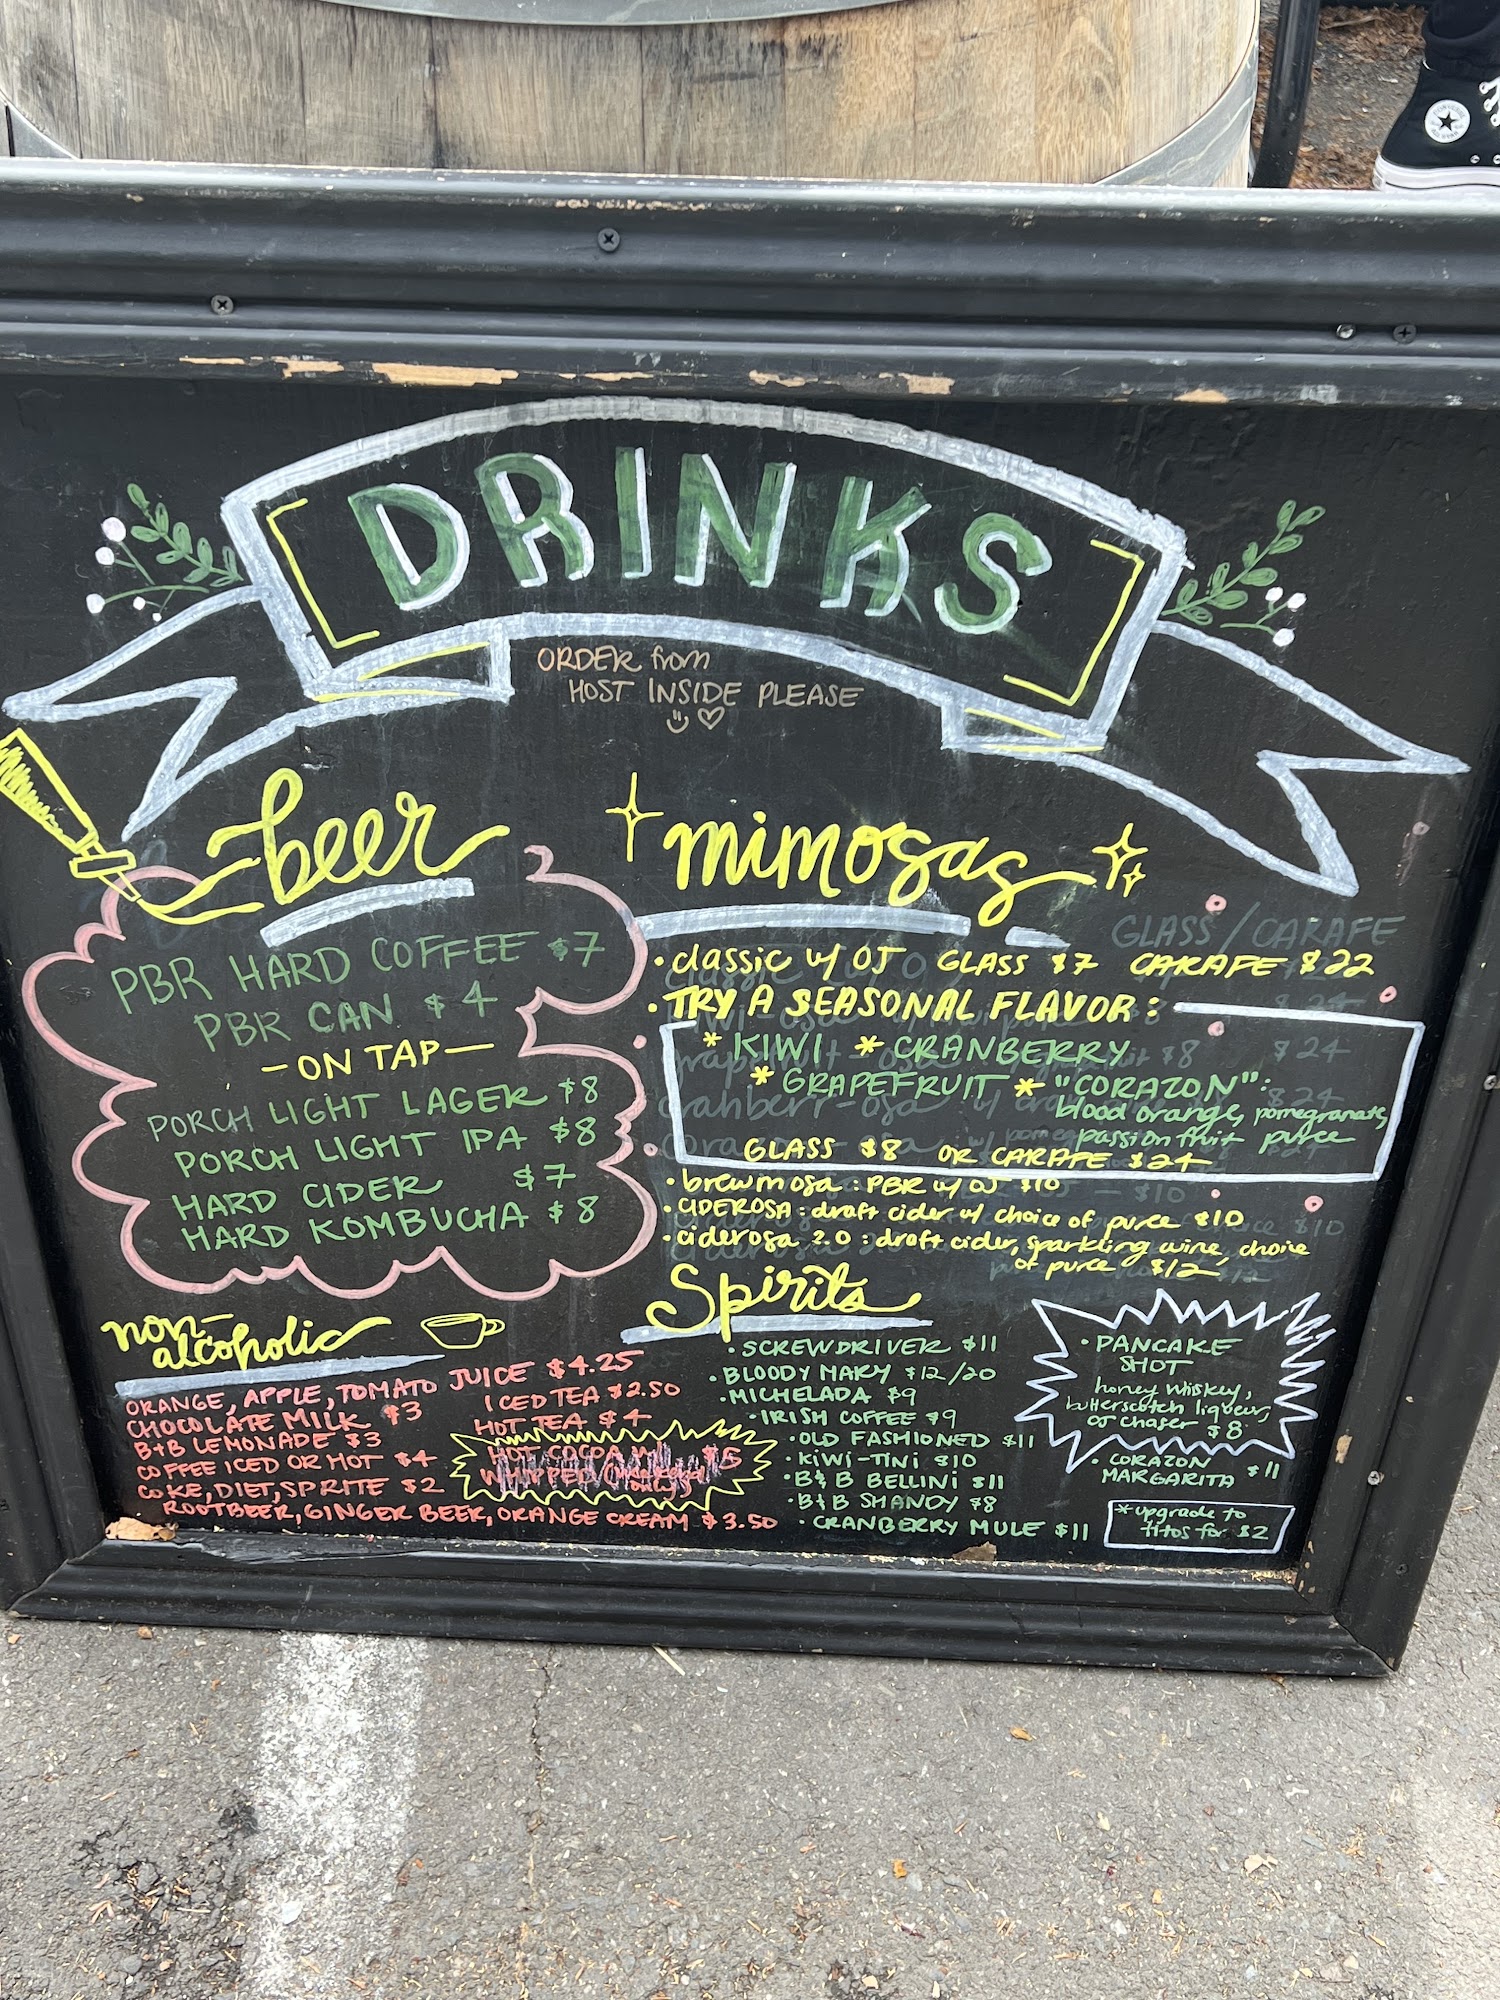 DRINKS
ORDER from
HOST INSIDE PLEASE
beer
PBR HARD COFFEE $7
PBR CAN $4
- ON TAP -
PORCH LIGHT LAGER $8
PORCH LIGHT IPA $8
HARD CIDER $7
HARD KOMBUCHA $8
mimosas
GLASS/CARAFE
• classic w/ OJ GLASS $7 CARAFE $22
• TRY A SEASONAL FLAVOR:
* KIWI * CRANBERRY
* GRAPEFRUIT * "CORAZON":
blood orange, pomegranate,
passion fruit puree
GLASS $8 OR CARAFE $24
• brewmosa: PBR w/ OJ $10
• CIDEROSA: draft cider w/ choice of puree $10
• ciderosa 2.0: draft cider, sparkling wine, choice
of puree $12
non-
alcoholic
ORANGE, APPLE, TOMATO JUICE $4.25
CHOCOLATE MILK $3
B+B LEMONADE $3
COFFEE ICED OR HOT $4
COKE, DIET, SPRITE $2
ROOTBEER, GINGER BEER, ORANGE CREAM $3.50
ICED TEA $2.50
HOT TEA $4
HOT COCOA W/ $5
WHIPPED
Spirits
• SCREWDRIVER $11
• BLOODY MARY $12/20
• MICHELADA $9
• IRISH COFFEE $9
• OLD FASHIONED $11
• KIWI-TINI $10
• B&B BELLINI $11
• B&B SHANDY $8
• CRANBERRY MULE $11
• PANCAKE
SHOT
honey whiskey,
butterscotch liqueur,
OJ chaser $8
• CORAZON
MARGARITA $11
* upgrade to
titos for $2